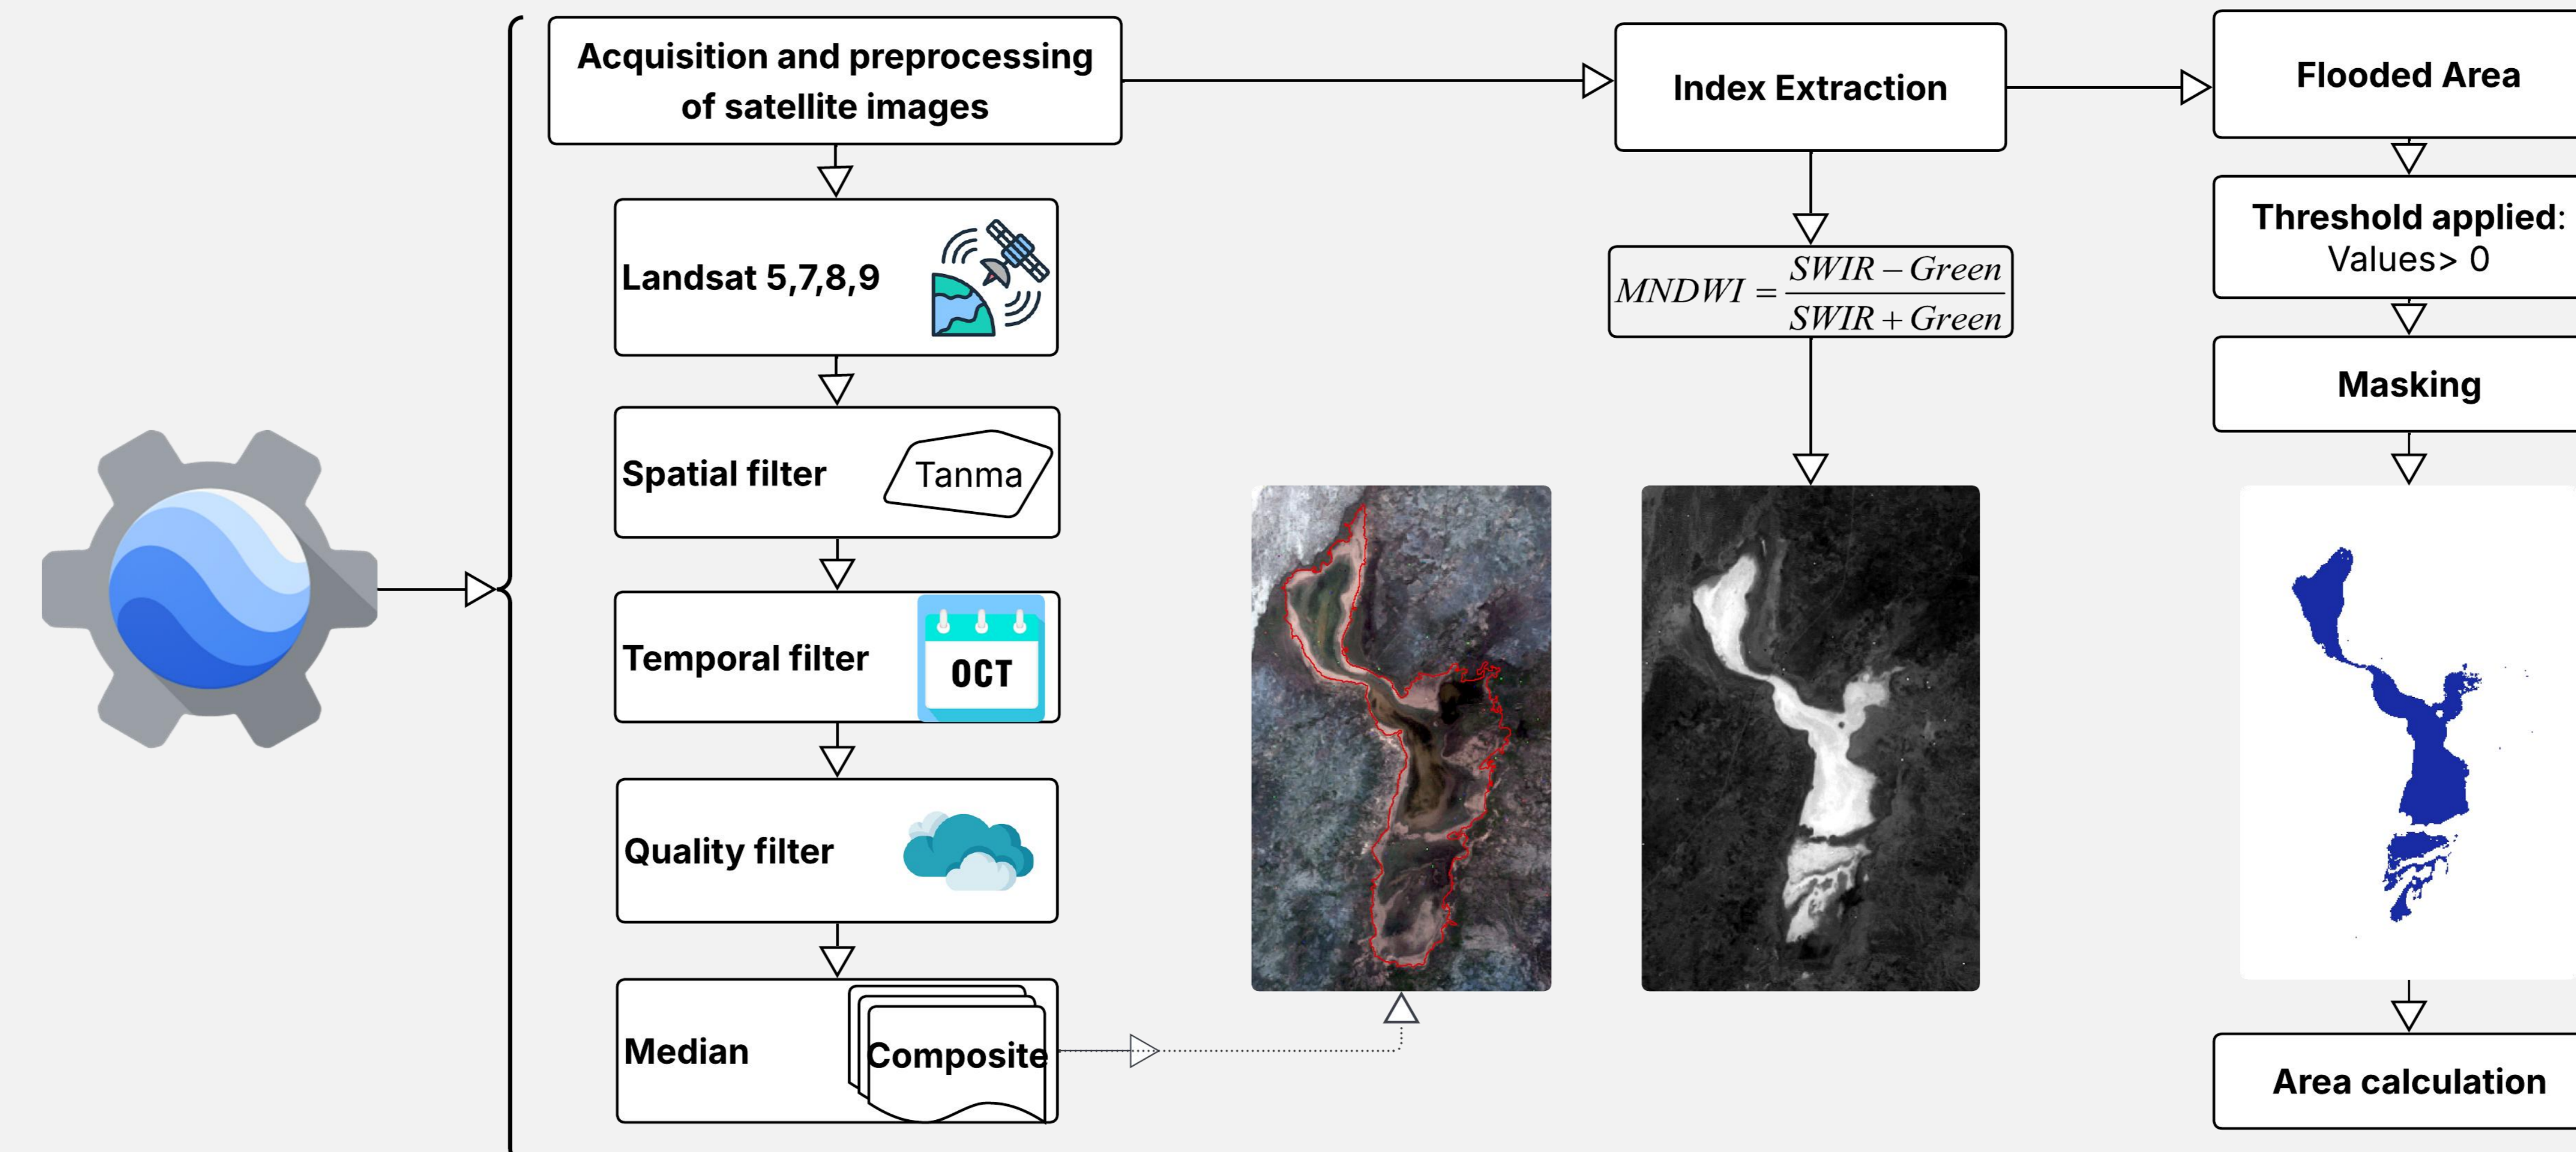 Acquisition and preprocessing
of satellite images
Landsat 5,7,8,9
Spatial filter
Tanma
Temporal filter
OCT
Quality filter
Median
Composite
Index Extraction
MNDWI = \frac{SWIR - Green}{SWIR + Green}
Flooded Area
Threshold applied:
Values> 0
Masking
Area calculation